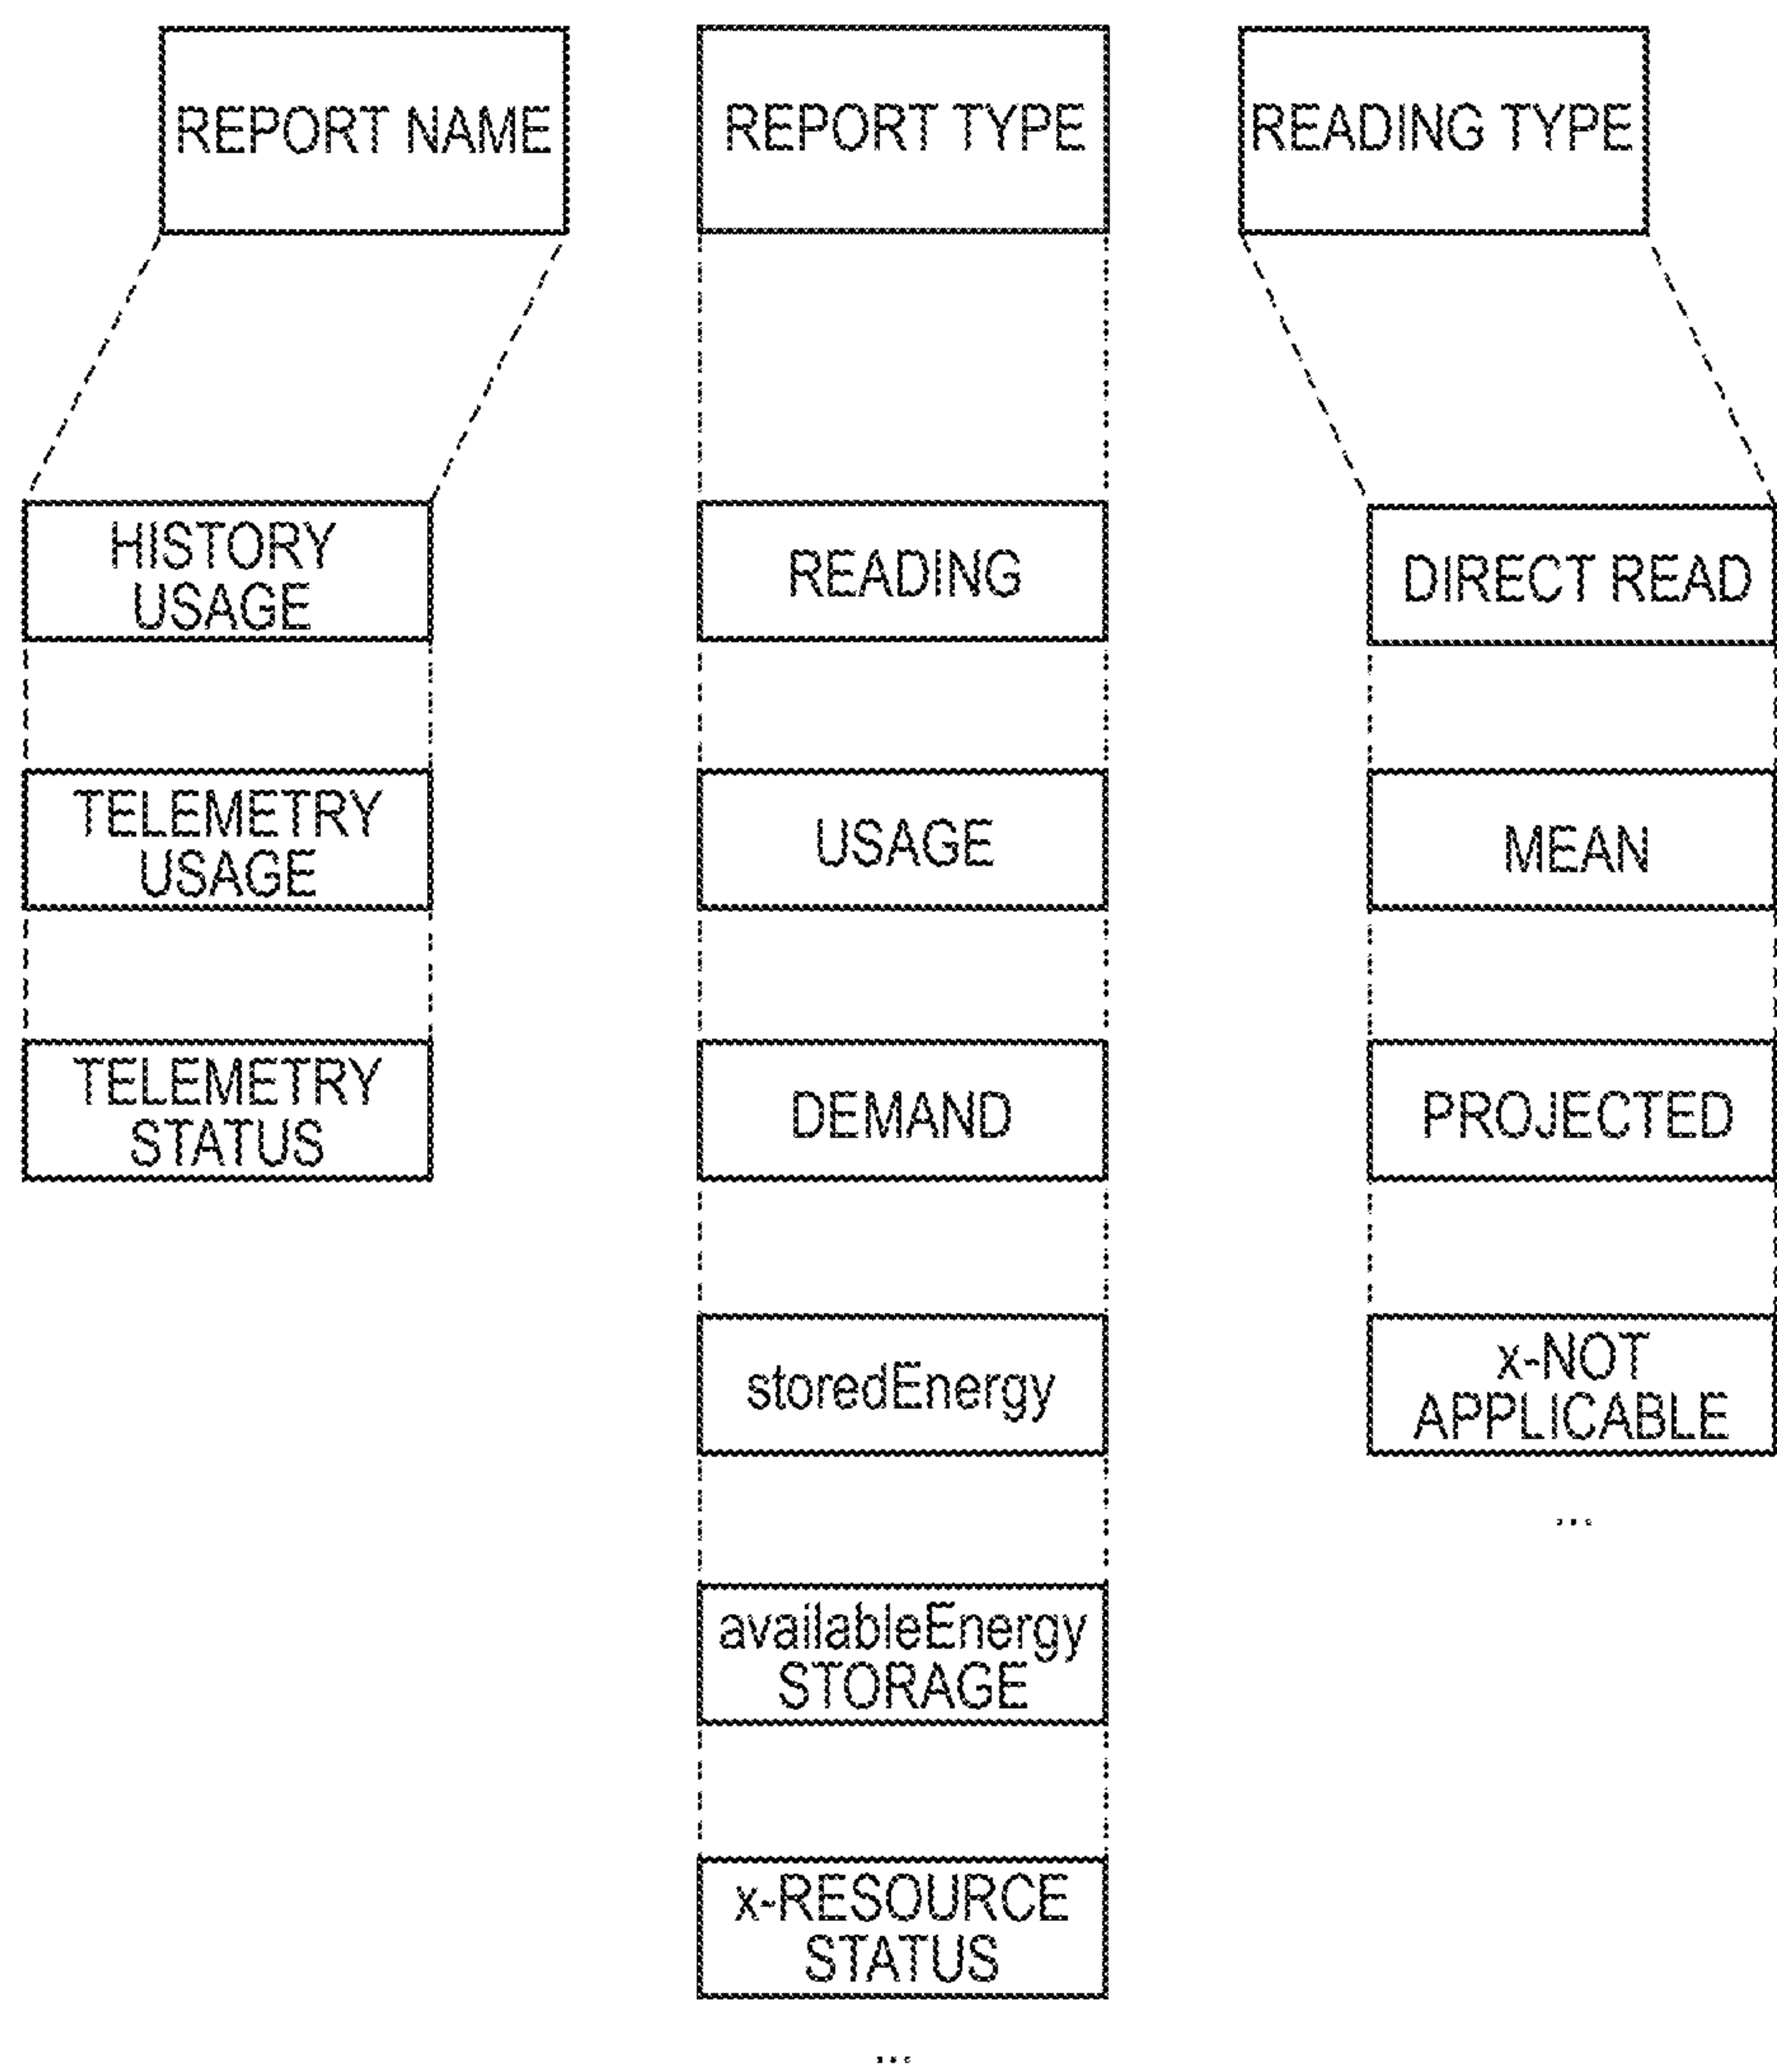 REPORT NAME
REPORT TYPE
READING TYPE
HISTORY
USAGE
TELEMETRY
USAGE
TELEMETRY
STATUS
READING
USAGE
DEMAND
storedEnergy
availableEnergy
STORAGE
x-RESOURCE
STATUS
...
DIRECT READ
MEAN
PROJECTED
x-NOT
APPLICABLE
...